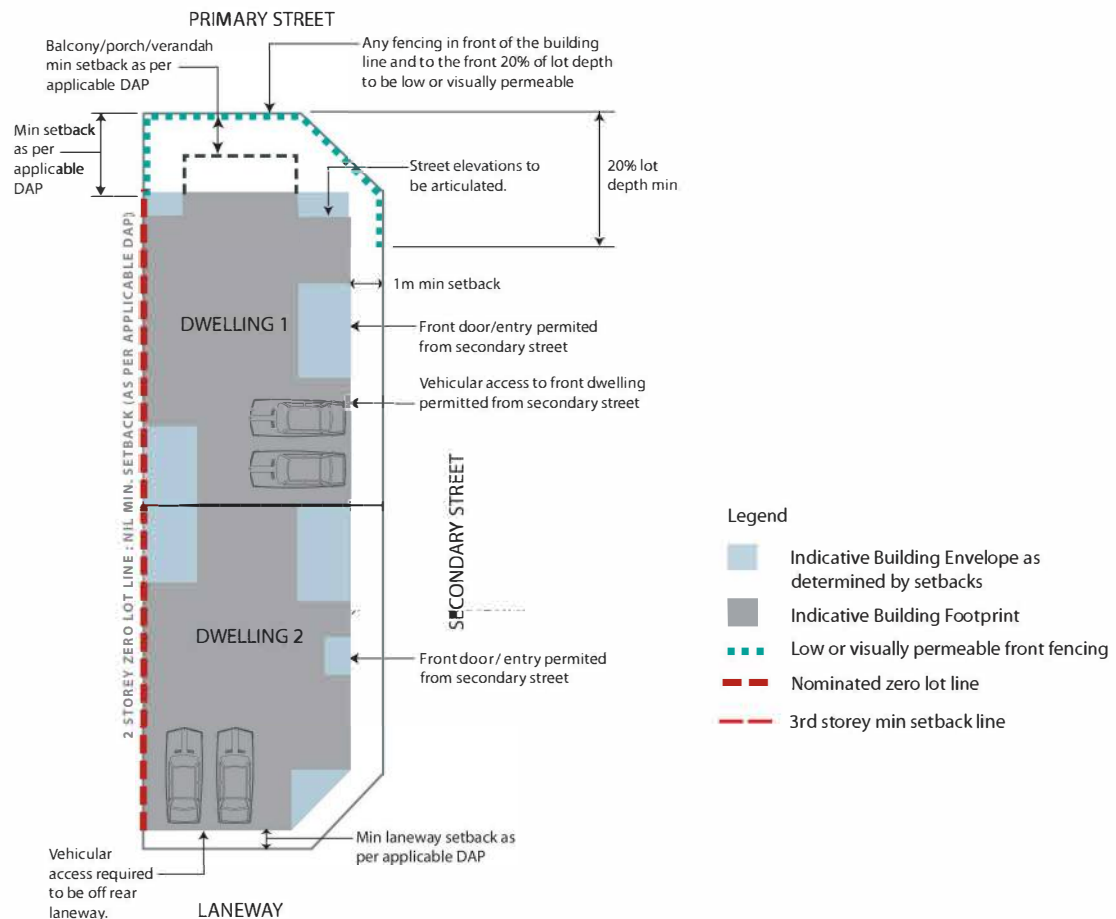 PRIMARY STREET
Balcony/porch/verandah
min setback as per
applicable DAP
Any fencing in front of the building
line and to the front 20% of lot depth
to be low or visually permeable
Min setback
as per
applicable
DAP
Street elevations to
be articulated.
20% lot
depth min
2 STOREY ZERO LOT LINE : NIL MIN. SETBACK (AS PER APPLICABLE DAP)
1m min setback
DWELLING 1
Front door/entry permited
from secondary street
Vehicular access to front dwelling
permitted from secondary street
SECONDARY STREET
DWELLING 2
Front door/ entry permited
from secondary street
Min laneway setback as
per applicable DAP
Vehicular
access required
to be off rear
laneway.
LANEWAY
Legend
Indicative Building Envelope as
determined by setbacks
Indicative Building Footprint
Low or visually permeable front fencing
Nominated zero lot line
3rd storey min setback line